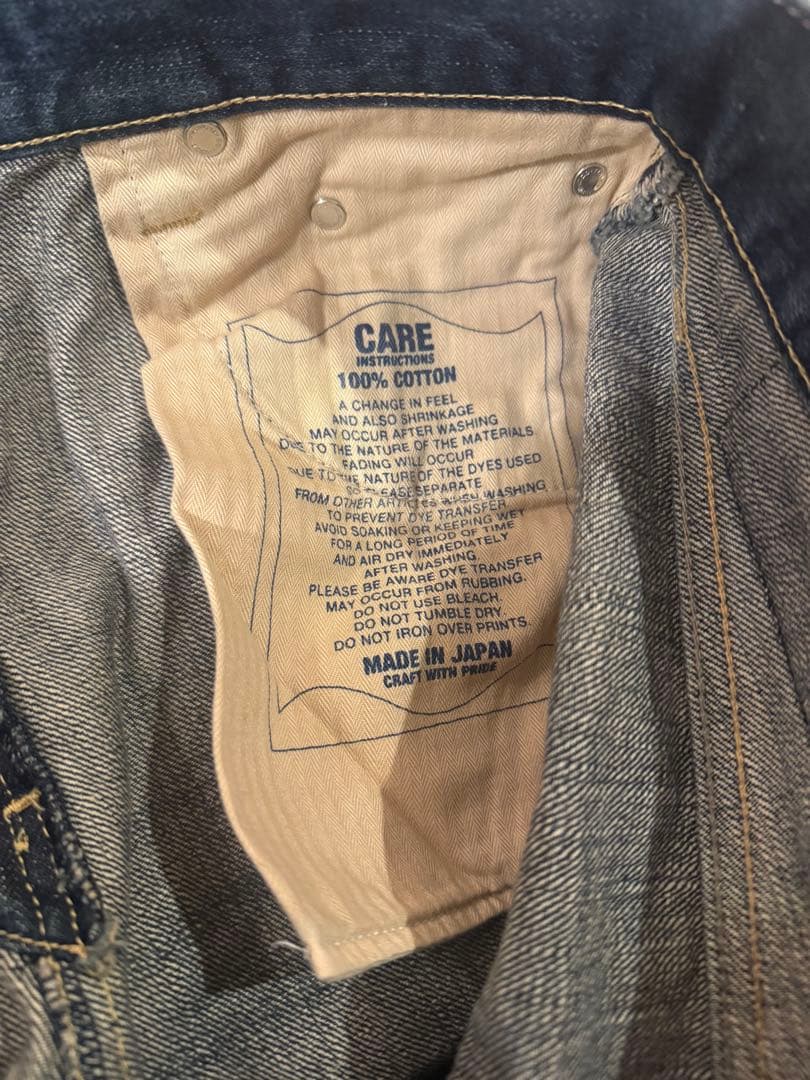 CARE
INSTRUCTIONS
100% COTTON
A CHANGE IN FEEL
AND ALSO SHRINKAGE
MAY OCCUR AFTER WASHING
DUE TO THE NATURE OF THE MATERIALS
FADING WILL OCCUR
DUE TO THE NATURE OF THE DYES USED
SO PLEASE SEPARATE
FROM OTHER ARTICLES WHEN WASHING
TO PREVENT DYE TRANSFER
AVOID SOAKING OR KEEPING WET
FOR A LONG PERIOD OF TIME
AND AIR DRY IMMEDIATELY
AFTER WASHING.
PLEASE BE AWARE DYE TRANSFER
MAY OCCUR FROM RUBBING.
DO NOT USE BLEACH.
DO NOT TUMBLE DRY.
DO NOT IRON OVER PRINTS.
MADE IN JAPAN
CRAFT WITH PRIDE